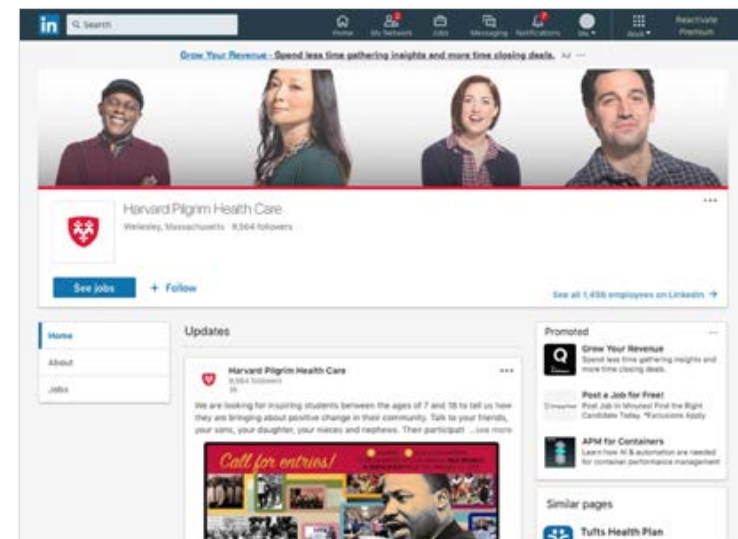 in
Search
Home My Network Jobs Messaging Notifications Me Work Reactivate Premium
Grow Your Revenue - Spend less time gathering insights and more time closing deals. Ad ...
Harvard Pilgrim Health Care
Wellesley, Massachusetts 9,564 followers
See jobs + Follow
See all 1,456 employees on LinkedIn →
Home
About
Jobs
Updates
Harvard Pilgrim Health Care
9,564 followers
We are looking for inspiring students between the ages of 7 and 18 to tell us how
they are bringing about positive change in their community. Talk to your friends,
your sons, your daughter, your nieces and nephews. Their participati ...see more
Call for entries!
Promoted
Q
Grow Your Revenue
Spend less time gathering insights and
more time closing deals.
Post a Job for Free!
Post Job in Minutes! Find the Right
Candidate Today. *Exclusions Apply
APM for Containers
Learn how AI & automation are needed
for container performance management
Similar pages
Tufts Health Plan